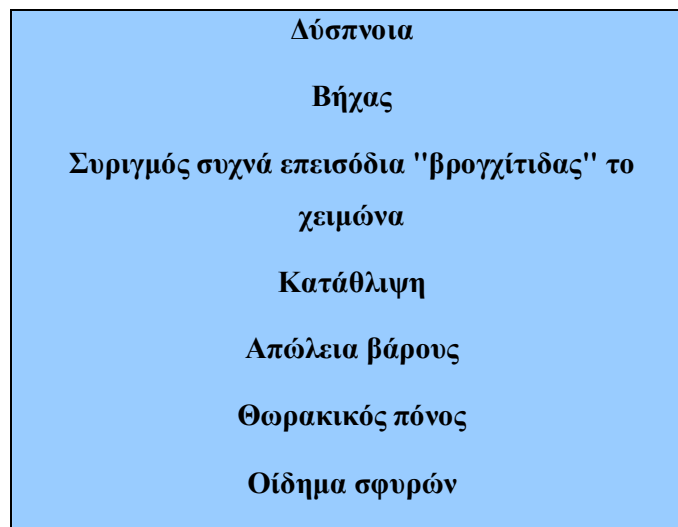 Δύσπνοια
Βήχας
Συριγμός συχνά επεισόδια "βρογχίτιδας" το
χειμώνα
Κατάθλιψη
Απώλεια βάρους
Θωρακικός πόνος
Οίδημα σφυρών